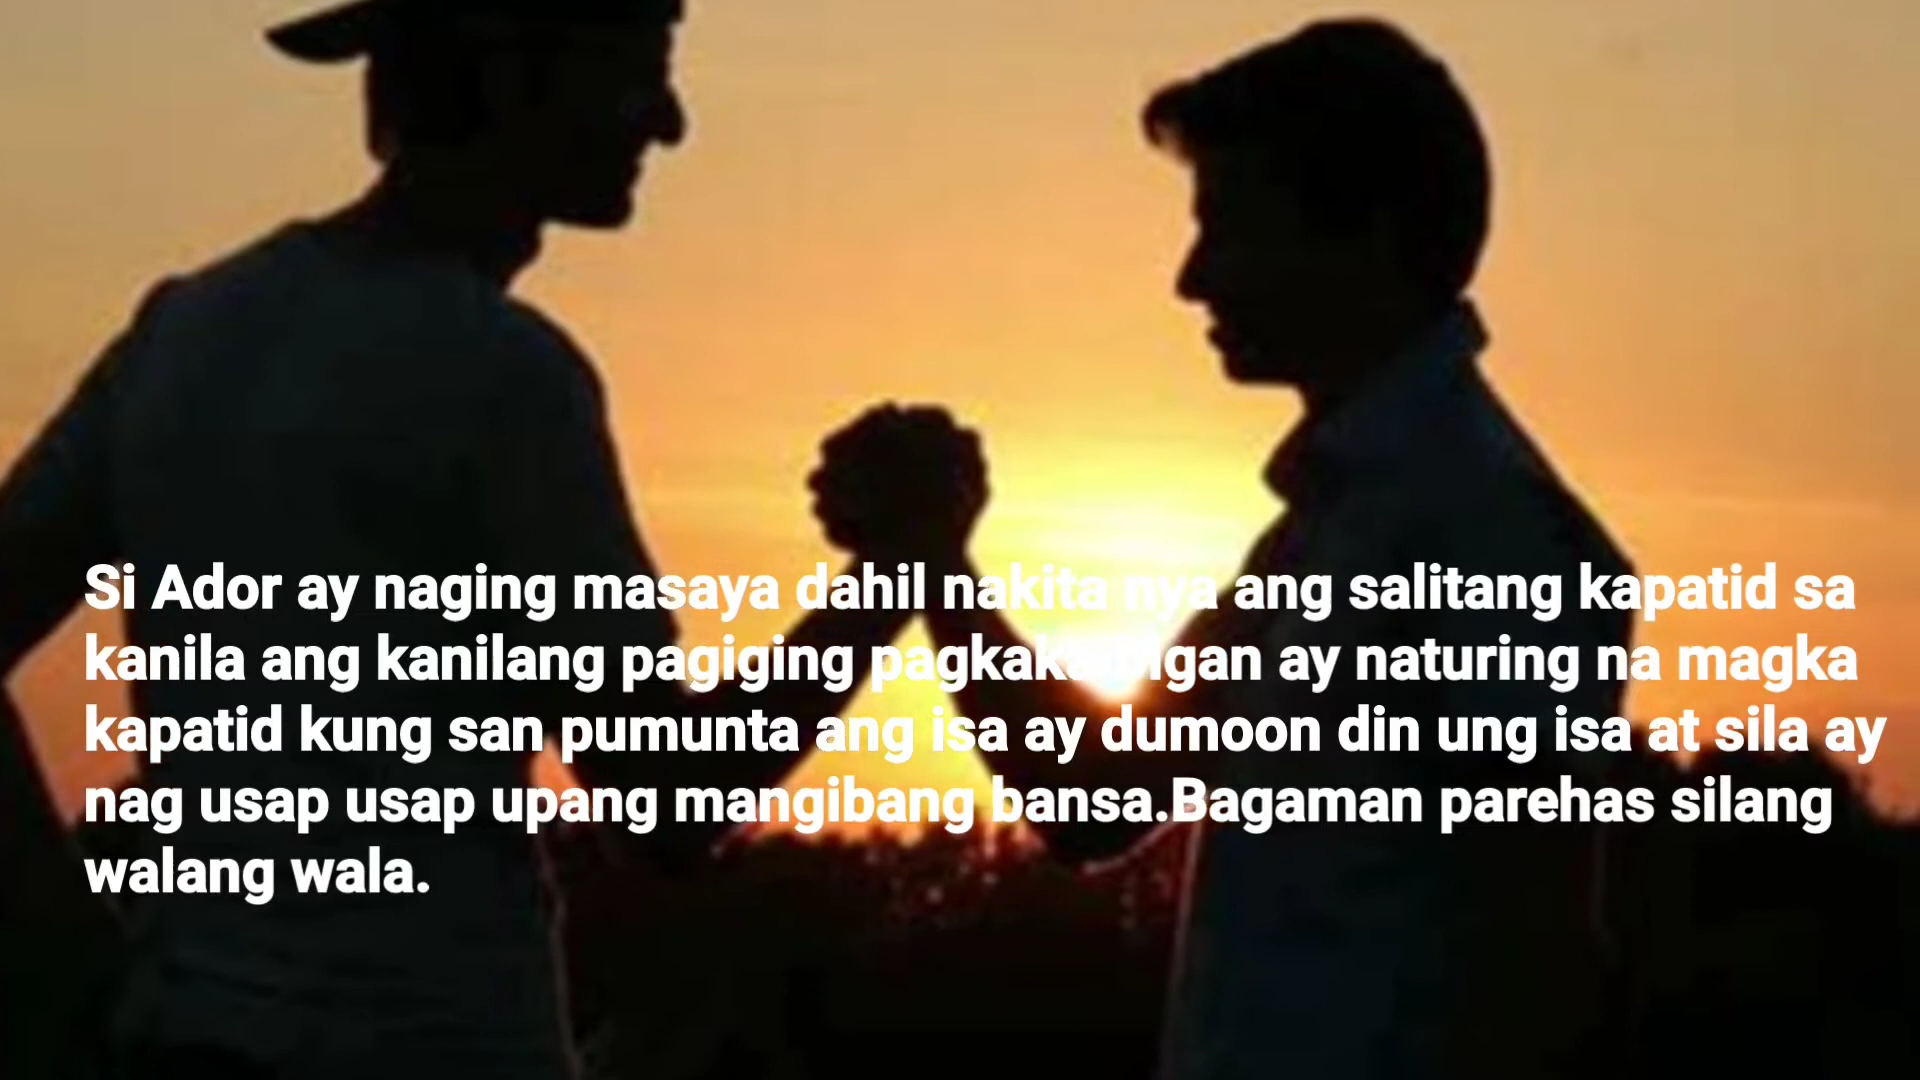 Si Ador ay naging masaya dahil nakita nya ang salitang kapatid sa
kanila ang kanilang pagiging pagkakaibigan ay naturing na magka
kapatid kung san pumunta ang isa ay dumoon din ung isa at sila ay
nag usap usap upang mangibang bansa.Bagaman parehas silang
walang wala.